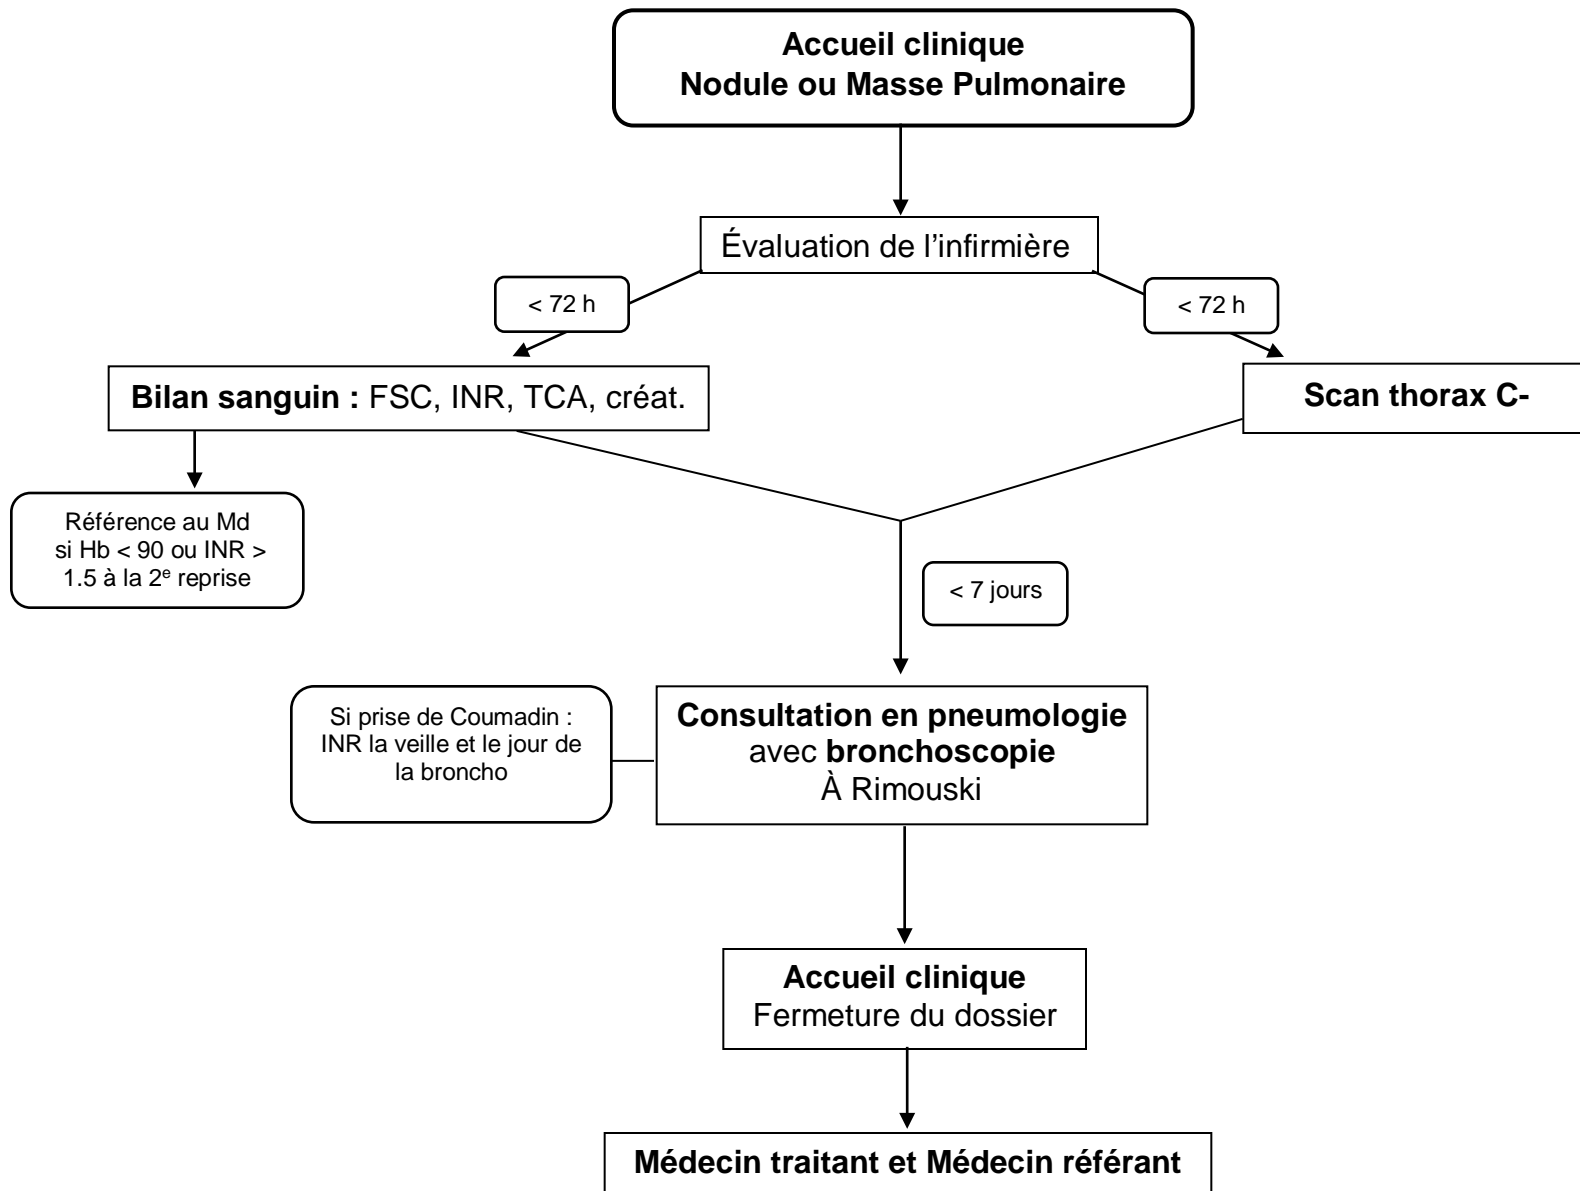 Accueil clinique
Nodule ou Masse Pulmonaire
Évaluation de l’infirmière
< 72 h
< 72 h
Bilan sanguin : FSC, INR, TCA, créat.
Scan thorax C-
Référence au Md
si Hb < 90 ou INR >
1.5 à la 2e reprise
< 7 jours
Si prise de Coumadin :
INR la veille et le jour de
la broncho
Consultation en pneumologie
avec bronchoscopie
À Rimouski
Accueil clinique
Fermeture du dossier
Médecin traitant et Médecin référant